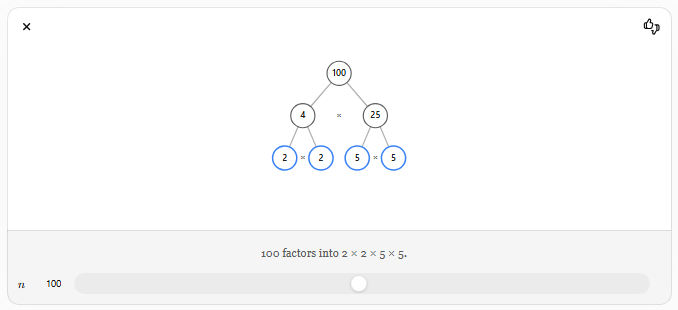 100
4 × 25
2 × 2 5 × 5
100 factors into 2 × 2 × 5 × 5.
n 100